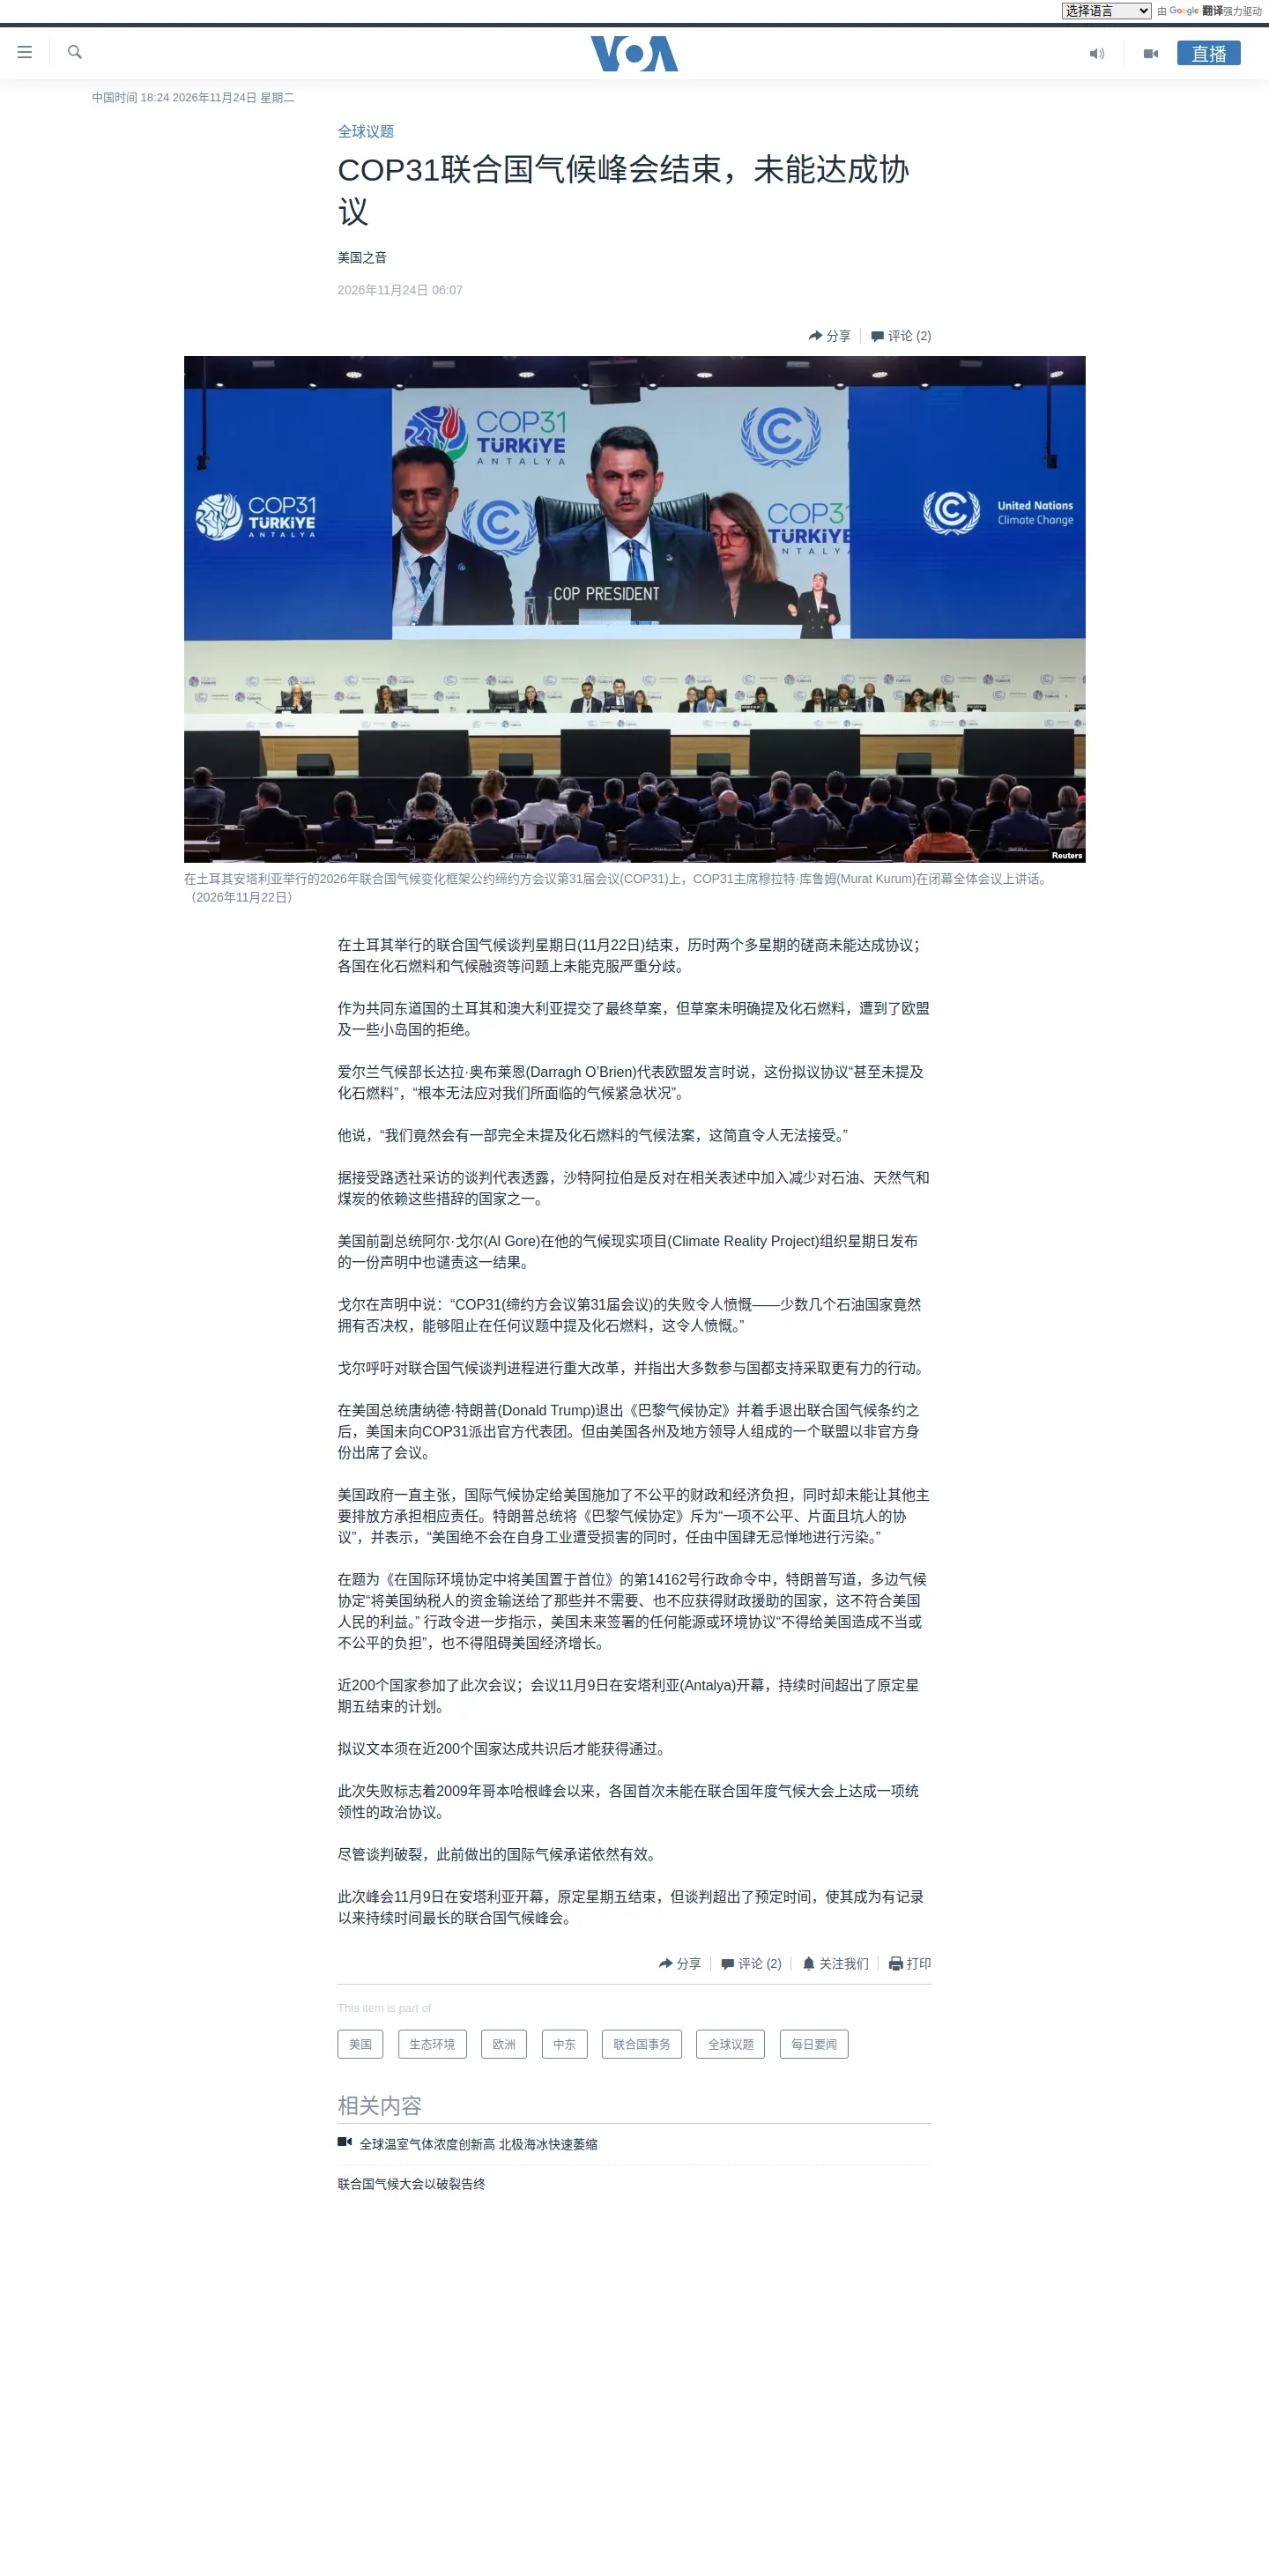 选择语言 由 Google 翻译强力驱动
VOA
直播
中国时间 18:24 2026年11月24日 星期二
全球议题
COP31联合国气候峰会结束，未能达成协
议
美国之音
2026年11月24日 06:07
分享 评论 (2)
COP31
TÜRKİYE
ANTALYA
COP31
TÜRKİYE
ANTALYA
COP31
TÜRKİYE
ANTALYA
United Nations
Climate Change
COP PRESIDENT
Reuters
在土耳其安塔利亚举行的2026年联合国气候变化框架公约缔约方会议第31届会议(COP31)上，COP31主席穆拉特·库鲁姆(Murat Kurum)在闭幕全体会议上讲话。
（2026年11月22日）
在土耳其举行的联合国气候谈判星期日(11月22日)结束，历时两个多星期的磋商未能达成协议；
各国在化石燃料和气候融资等问题上未能克服严重分歧。
作为共同东道国的土耳其和澳大利亚提交了最终草案，但草案未明确提及化石燃料，遭到了欧盟
及一些小岛国的拒绝。
爱尔兰气候部长达拉·奥布莱恩(Darragh O’Brien)代表欧盟发言时说，这份拟议协议“甚至未提及
化石燃料”，“根本无法应对我们所面临的气候紧急状况”。
他说，“我们竟然会有一部完全未提及化石燃料的气候法案，这简直令人无法接受。”
据接受路透社采访的谈判代表透露，沙特阿拉伯是反对在相关表述中加入减少对石油、天然气和
煤炭的依赖这些措辞的国家之一。
美国前副总统阿尔·戈尔(Al Gore)在他的气候现实项目(Climate Reality Project)组织星期日发布
的一份声明中也谴责这一结果。
戈尔在声明中说：“COP31(缔约方会议第31届会议)的失败令人愤慨——少数几个石油国家竟然
拥有否决权，能够阻止在任何议题中提及化石燃料，这令人愤慨。”
戈尔呼吁对联合国气候谈判进程进行重大改革，并指出大多数参与国都支持采取更有力的行动。
在美国总统唐纳德·特朗普(Donald Trump)退出《巴黎气候协定》并着手退出联合国气候条约之
后，美国未向COP31派出官方代表团。但由美国各州及地方领导人组成的一个联盟以非官方身
份出席了会议。
美国政府一直主张，国际气候协定给美国施加了不公平的财政和经济负担，同时却未能让其他主
要排放方承担相应责任。特朗普总统将《巴黎气候协定》斥为“一项不公平、片面且坑人的协
议”，并表示，“美国绝不会在自身工业遭受损害的同时，任由中国肆无忌惮地进行污染。”
在题为《在国际环境协定中将美国置于首位》的第14162号行政命令中，特朗普写道，多边气候
协定“将美国纳税人的资金输送给了那些并不需要、也不应获得财政援助的国家，这不符合美国
人民的利益。” 行政令进一步指示，美国未来签署的任何能源或环境协议“不得给美国造成不当或
不公平的负担”，也不得阻碍美国经济增长。
近200个国家参加了此次会议；会议11月9日在安塔利亚(Antalya)开幕，持续时间超出了原定星
期五结束的计划。
拟议文本须在近200个国家达成共识后才能获得通过。
此次失败标志着2009年哥本哈根峰会以来，各国首次未能在联合国年度气候大会上达成一项统
领性的政治协议。
尽管谈判破裂，此前做出的国际气候承诺依然有效。
此次峰会11月9日在安塔利亚开幕，原定星期五结束，但谈判超出了预定时间，使其成为有记录
以来持续时间最长的联合国气候峰会。
分享 评论 (2) 关注我们 打印
This item is part of
美国 生态环境 欧洲 中东 联合国事务 全球议题 每日要闻
相关内容
全球温室气体浓度创新高 北极海冰快速萎缩
联合国气候大会以破裂告终